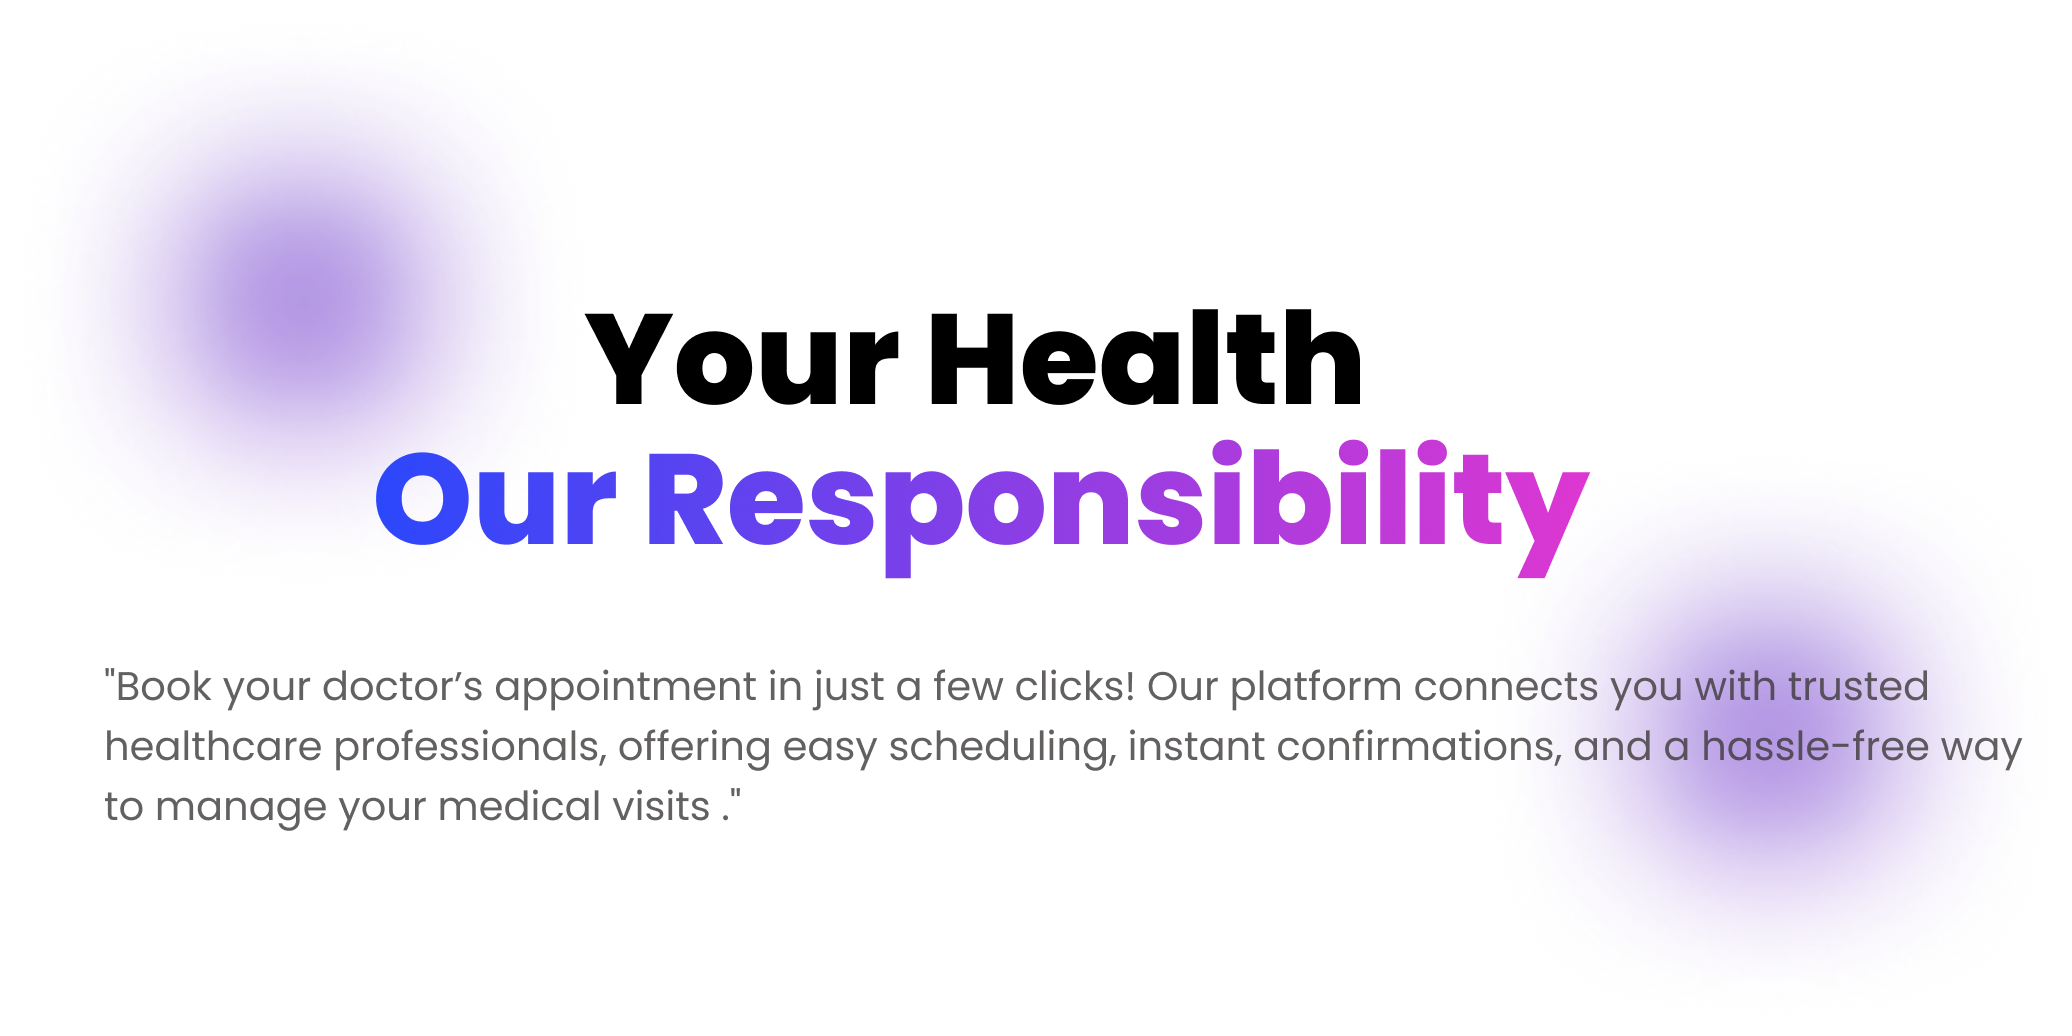 Your Health
Our Responsibility
"Book your doctor’s appointment in just a few clicks! Our platform connects you with trusted
healthcare professionals, offering easy scheduling, instant confirmations, and a hassle-free way
to manage your medical visits ."